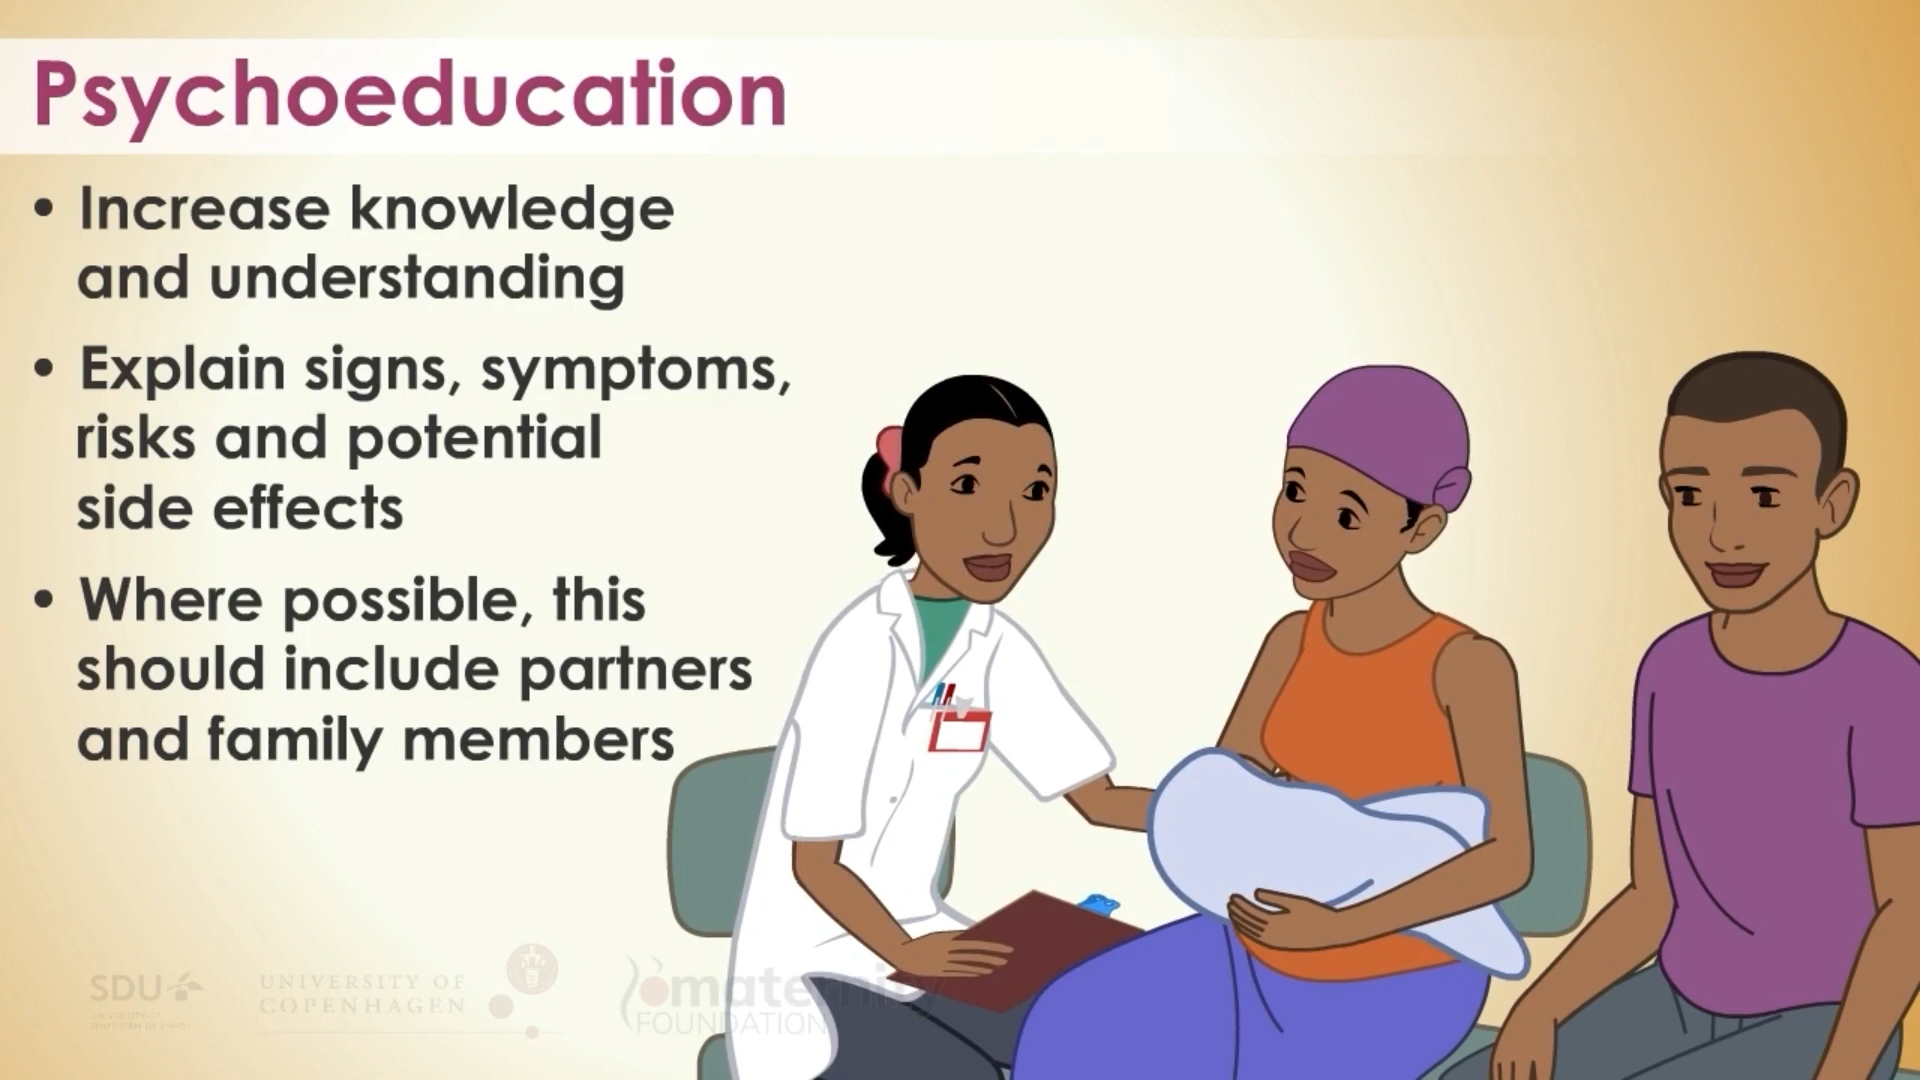 Psychoeducation
• Increase knowledge
and understanding
• Explain signs, symptoms,
risks and potential
side effects
• Where possible, this
should include partners
and family members
SDU
UNIVERSITY OF
COPENHAGEN
maternity
FOUNDATION